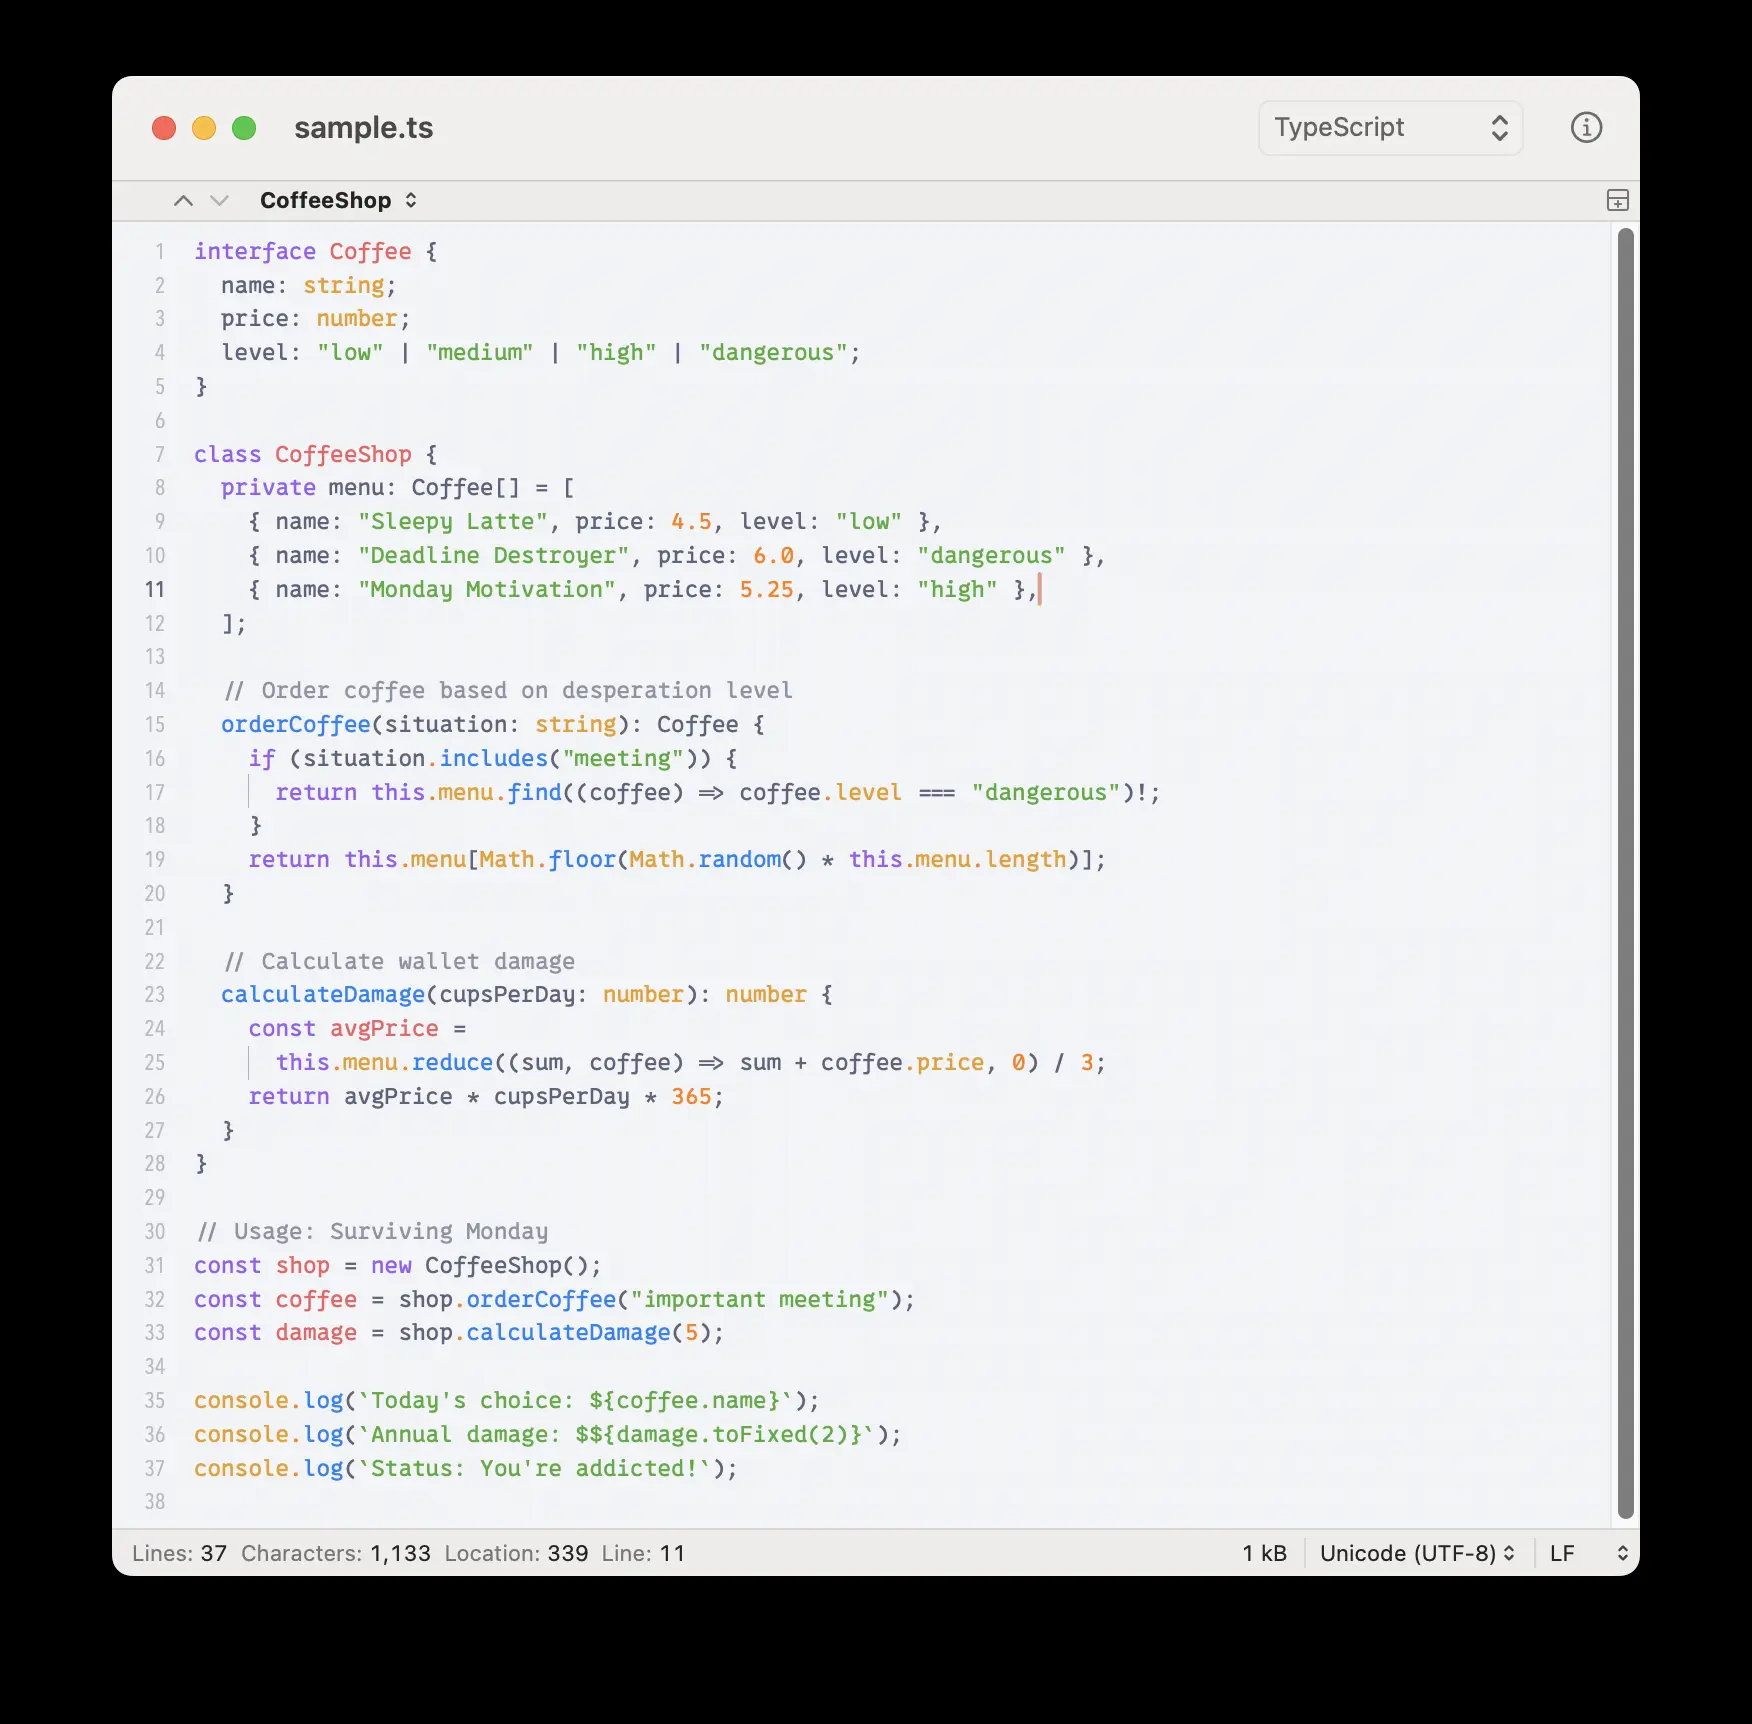 sample.ts
TypeScript
CoffeeShop
1 interface Coffee {
2   name: string;
3   price: number;
4   level: "low" | "medium" | "high" | "dangerous";
5 }
6
7 class CoffeeShop {
8   private menu: Coffee[] = [
9     { name: "Sleepy Latte", price: 4.5, level: "low" },
10     { name: "Deadline Destroyer", price: 6.0, level: "dangerous" },
11     { name: "Monday Motivation", price: 5.25, level: "high" },
12   ];
13
14   // Order coffee based on desperation level
15   orderCoffee(situation: string): Coffee {
16     if (situation.includes("meeting")) {
17       return this.menu.find((coffee) => coffee.level === "dangerous")!;
18     }
19     return this.menu[Math.floor(Math.random() * this.menu.length)];
20   }
21
22   // Calculate wallet damage
23   calculateDamage(cupsPerDay: number): number {
24     const avgPrice =
25       this.menu.reduce((sum, coffee) => sum + coffee.price, 0) / 3;
26     return avgPrice * cupsPerDay * 365;
27   }
28 }
29
30 // Usage: Surviving Monday
31 const shop = new CoffeeShop();
32 const coffee = shop.orderCoffee("important meeting");
33 const damage = shop.calculateDamage(5);
34
35 console.log(`Today's choice: ${coffee.name}`);
36 console.log(`Annual damage: $${damage.toFixed(2)}`);
37 console.log(`Status: You're addicted!`);
38
Lines: 37 Characters: 1,133 Location: 339 Line: 11 1 kB Unicode (UTF-8) LF